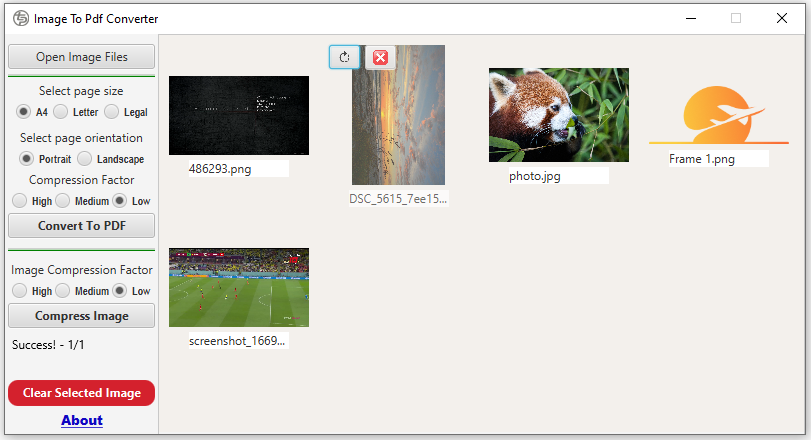 Image To Pdf Converter
Open Image Files
Select page size
A4 Letter Legal
Select page orientation
Portrait Landscape
Compression Factor
High Medium Low
Convert To PDF
Image Compression Factor
High Medium Low
Compress Image
Success! - 1/1
Clear Selected Image
About
486293.png
DSC_5615_7ee15...
photo.jpg
Frame 1.png
screenshot_1669...